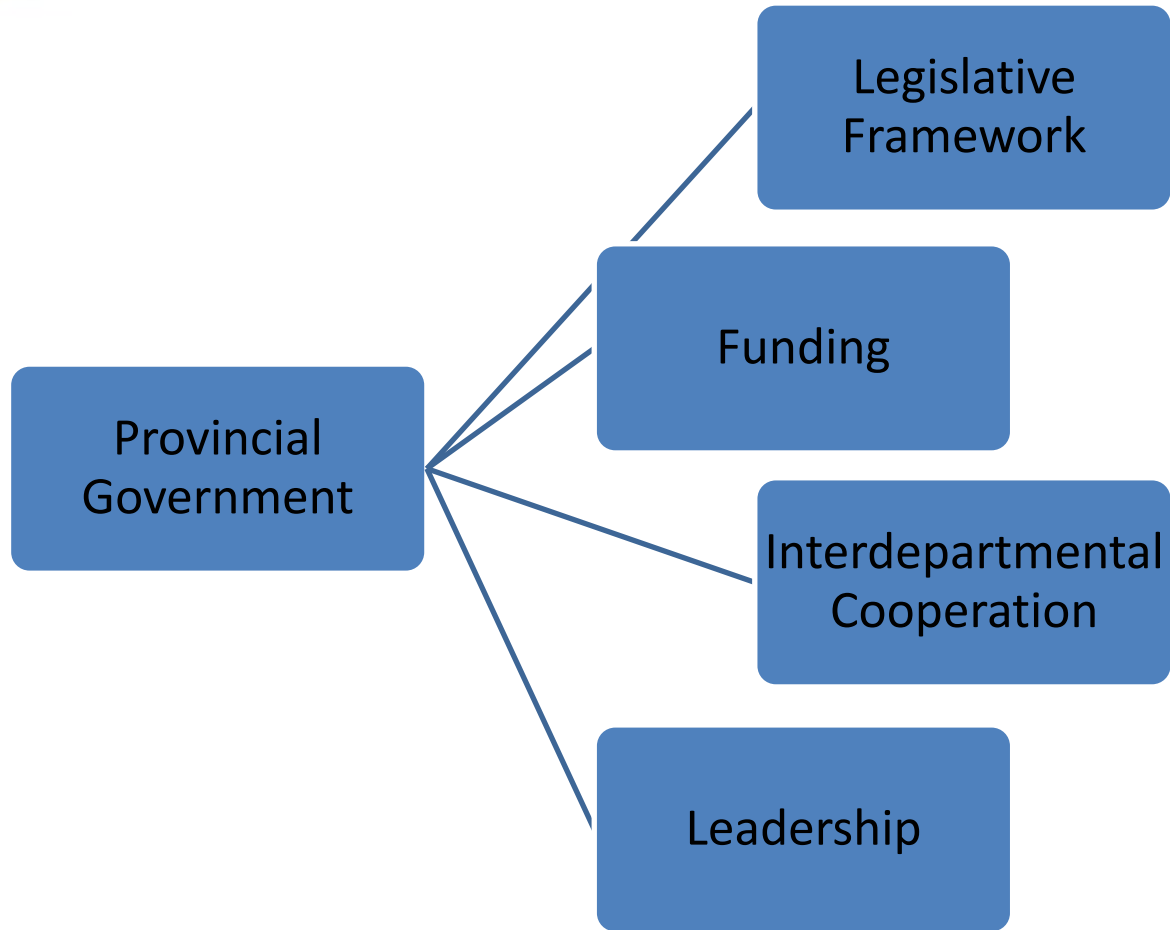 Legislative
Framework
Funding
Provincial
Government
Interdepartmental
Cooperation
Leadership